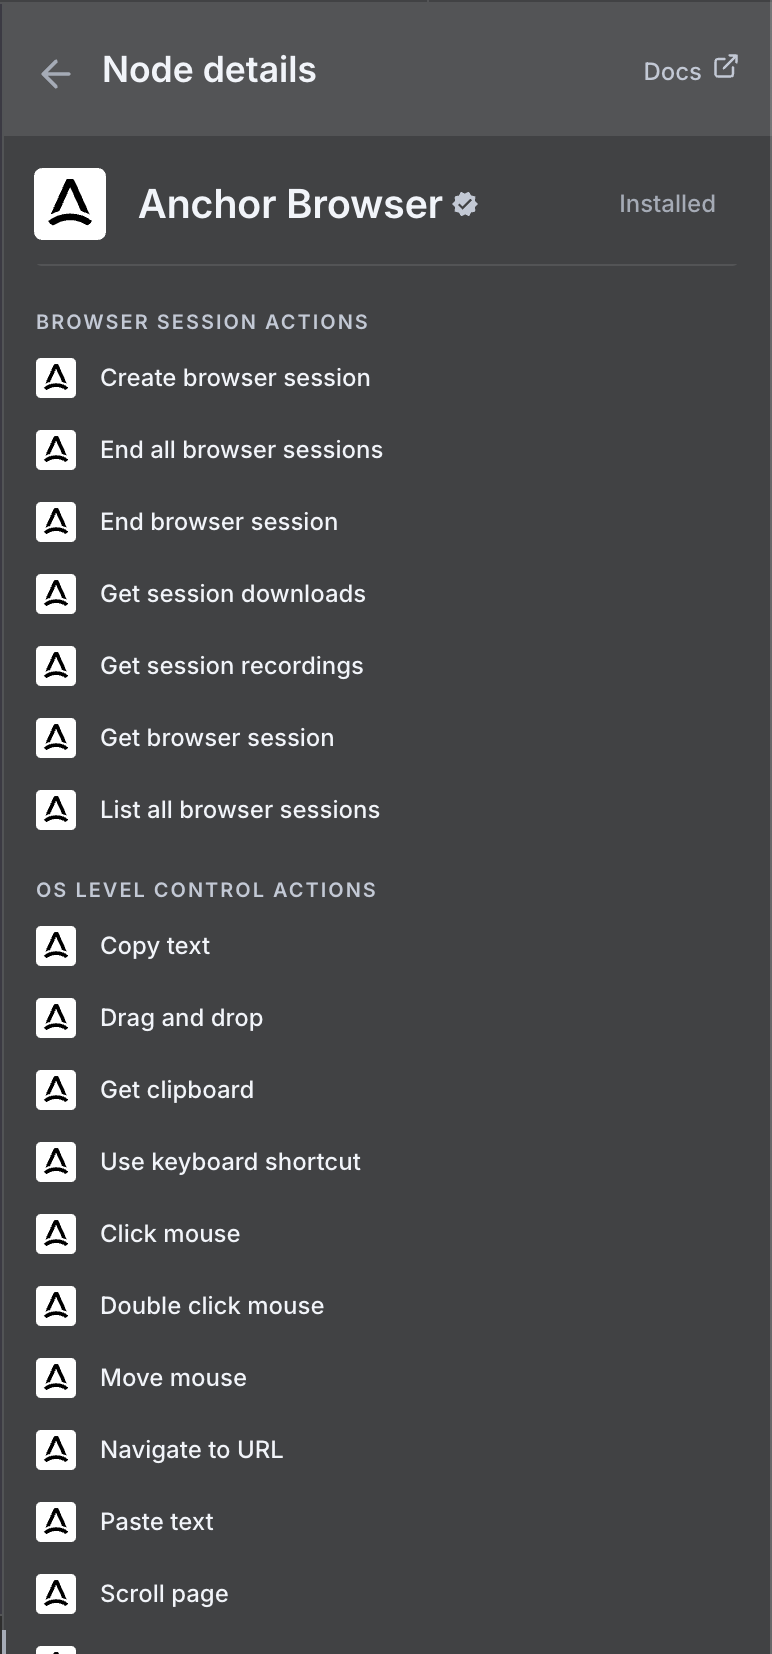 Node details
Docs
Anchor Browser
Installed
BROWSER SESSION ACTIONS
Create browser session
End all browser sessions
End browser session
Get session downloads
Get session recordings
Get browser session
List all browser sessions
OS LEVEL CONTROL ACTIONS
Copy text
Drag and drop
Get clipboard
Use keyboard shortcut
Click mouse
Double click mouse
Move mouse
Navigate to URL
Paste text
Scroll page